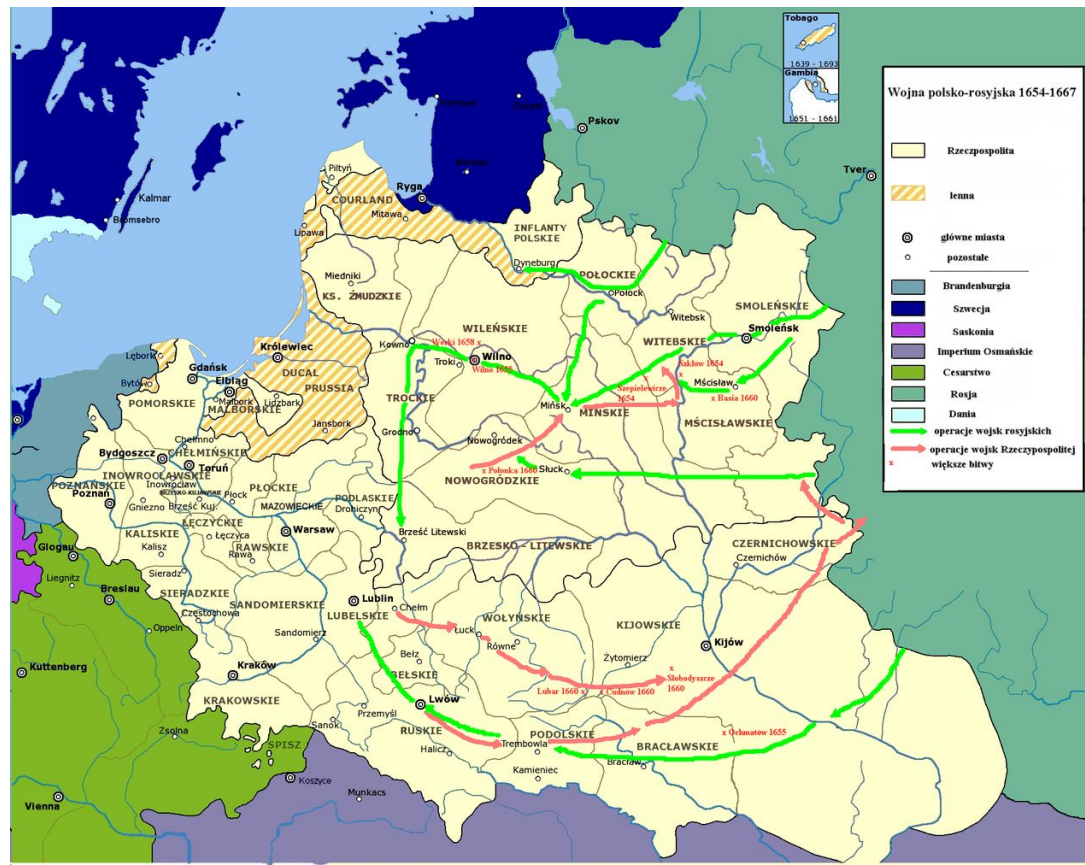 Tobago
1639 - 1693
Gambia
1651 - 1661
Wojna polsko-rosyjska 1654-1667
Rzeczpospolita
lenna
główne miasta
pozostałe
Brandenburgia
Szwecja
Saskonia
Imperium Osmańskie
Cesarstwo
Rosja
Dania
operacje wojsk rosyjskich
operacje wojsk Rzeczypospolitej
x
większe bitwy
Pskov
Tver
Kalmar
Bromsebro
Piltyń
Ryga
COURLAND
Mitawa
Lipawa
INFLANTY
POLSKIE
Dyneburg
POŁOCKIE
Połock
Miedniki
KS. ŻMUDZKIE
Witebsk
SMOLEŃSKIE
Smoleńsk
WILEŃSKIE
WITEBSKIE
Kowno
Werki 1658 x
Wilno
Troki
Wilno 1655
Szkłow 1654
x
x
Szepielewicze
1654
Mścisław
x Basia 1660
Królewiec
DUCAL
PRUSSIA
Lębork
Bytów
Gdańsk
Elbląg
POMORSKIE
Malbork
MALBORSKIE
Lidzbark
Jansbork
TROCKIE
Mińsk
MIŃSKIE
MŚCISŁAWSKIE
Grodno
Nowogródek
x Połonka 1660
Słuck
NOWOGRÓDZKIE
Chełmno
CHEŁMIŃSKIE
Bydgoszcz
Toruń
INOWROCŁAWSKIE
Inowrocław
BRZESKO-KUJAWSKIE
Brześć Kuj.
POZNAŃSKIE
Poznań
Gniezno
PŁOCKIE
Płock
MAZOWIECKIE
PODLASKIE
Drohiczyn
Brześć Litewski
BRZESKO - LITEWSKIE
ŁĘCZYCKIE
Łęczyca
Warsaw
KALISKIE
Kalisz
RAWSKIE
Rawa
CZERNICHOWSKIE
Czernichów
Glogau
Liegnitz
Breslau
Oppeln
Sieradz
SIERADZKIE
Częstochowa
SANDOMIERSKIE
Sandomierz
Lublin
LUBELSKIE
Chełm
Łuck
WOŁYŃSKIE
Równe
KIJOWSKIE
Kijów
Żytomierz
Bełz
BEŁSKIE
Lubar 1660 x
x Cudnow 1660
x
Słobodyszcze
1660
Kuttenberg
Kraków
KRAKOWSKIE
Lwów
Przemyśl
Sanok
RUSKIE
Halicz
Trembowla
PODOLSKIE
Kamieniec
x Ochmatów 1655
BRACŁAWSKIE
Bracław
Zsolna
SPISZ
Koszyce
Munkacs
Vienna